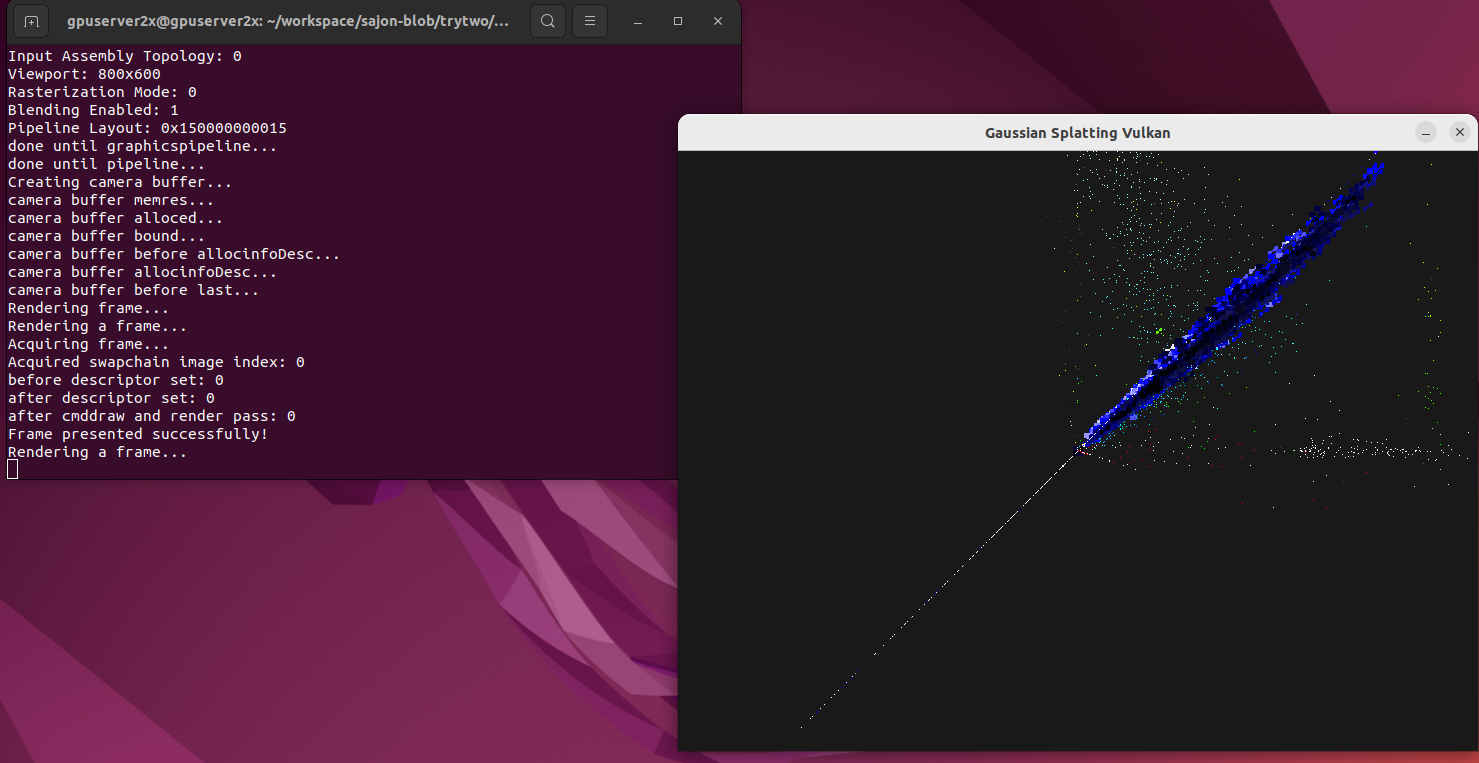 gpuserver2x@gpuserver2x: ~/workspace/sajon-blob/trytwo/...
Input Assembly Topology: 0
Viewport: 800x600
Rasterization Mode: 0
Blending Enabled: 1
Pipeline Layout: 0x150000000015
done until graphicspipeline...
done until pipeline...
Creating camera buffer...
camera buffer memres...
camera buffer alloced...
camera buffer bound...
camera buffer before allocinfoDesc...
camera buffer allocinfoDesc...
camera buffer before last...
Rendering frame...
Rendering a frame...
Acquiring frame...
Acquired swapchain image index: 0
before descriptor set: 0
after descriptor set: 0
after cmddraw and render pass: 0
Frame presented successfully!
Rendering a frame...
Gaussian Splatting Vulkan